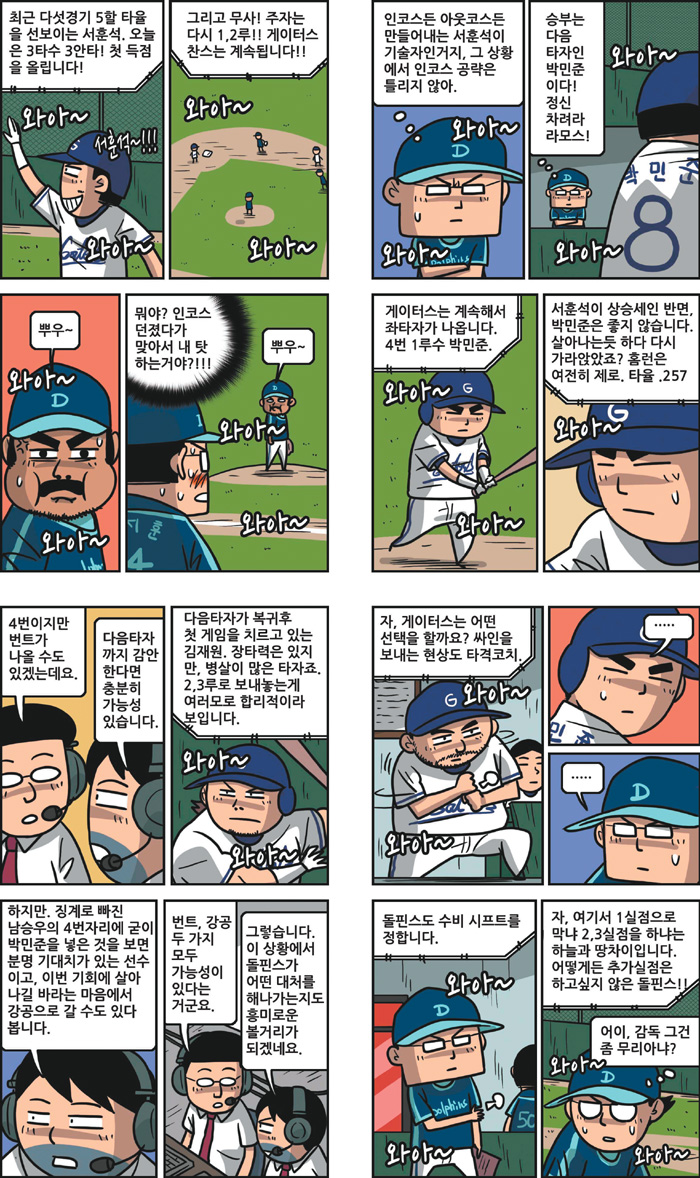 최근 다섯경기 5할 타율
을 선보이는 서훈석. 오늘
은 3타수 3안타! 첫 득점
을 올립니다!
와아~
서훈석~!!!
G
와아~
그리고 무사! 주자는
다시 1,2루!! 게이터스
찬스는 계속됩니다!!
와아~
와아~
인코스든 아웃코스든
만들어내는 서훈석이
기술자인거지, 그 상황
에서 인코스 공략은
틀리지 않아.
와아~
D
와아~
Dolphins
승부는
다음
타자인
박민준
이다!
정신
차려라
라모스!
와아~
박민준
8
와아~
뿌우~
와아~
D
와아~
뭐야? 인코스
던졌다가
맞아서 내 탓
하는거야?!!!
뿌우~
와아~
지훈
4
와아~
게이터스는 계속해서
좌타자가 나옵니다.
4번 1루수 박민준.
와아~
G
와아~
서훈석이 상승세인 반면,
박민준은 좋지 않습니다.
살아나는듯 하다 다시
가라앉았죠? 홈런은
여전히 제로. 타율 .257
G
와아~
4번이지만
번트가
나올 수도
있겠는데요.
다음타자
까지 감안
한다면
충분히
가능성
있습니다.
다음타자가 복귀후
첫 게임을 치르고 있는
김재원. 장타력은 있지
만, 병살이 많은 타자죠.
2,3루로 보내놓는게
여러모로 합리적이라
보입니다.
와아~
와아~
자, 게이터스는 어떤
선택을 할까요? 싸인을
보내는 현상도 타격코치.
G
와아~
와아~
.....
민준
.....
D
하지만. 징계로 빠진
남승우의 4번자리에 굳이
박민준을 넣은 것을 보면
분명 기대치가 있는 선수
이고, 이번 기회에 살아
나길 바라는 마음에서
강공으로 갈 수도 있다
봅니다.
번트, 강공
두 가지
모두
가능성이
있다는
거군요.
그렇습니다.
이 상황에서
돌핀스가
어떤 대처를
해나가는지도
흥미로운
볼거리가
되겠네요.
돌핀스도 수비 시프트를
정합니다.
와아~
D
Dolphins
50
와아~
자, 여기서 1실점으로
막냐 2,3실점을 하냐는
하늘과 땅차이입니다.
어떻게든 추가실점은
하고싶지 않은 돌핀스!!
어이, 감독 그건
좀 무리아냐?
와아~
D
와아~